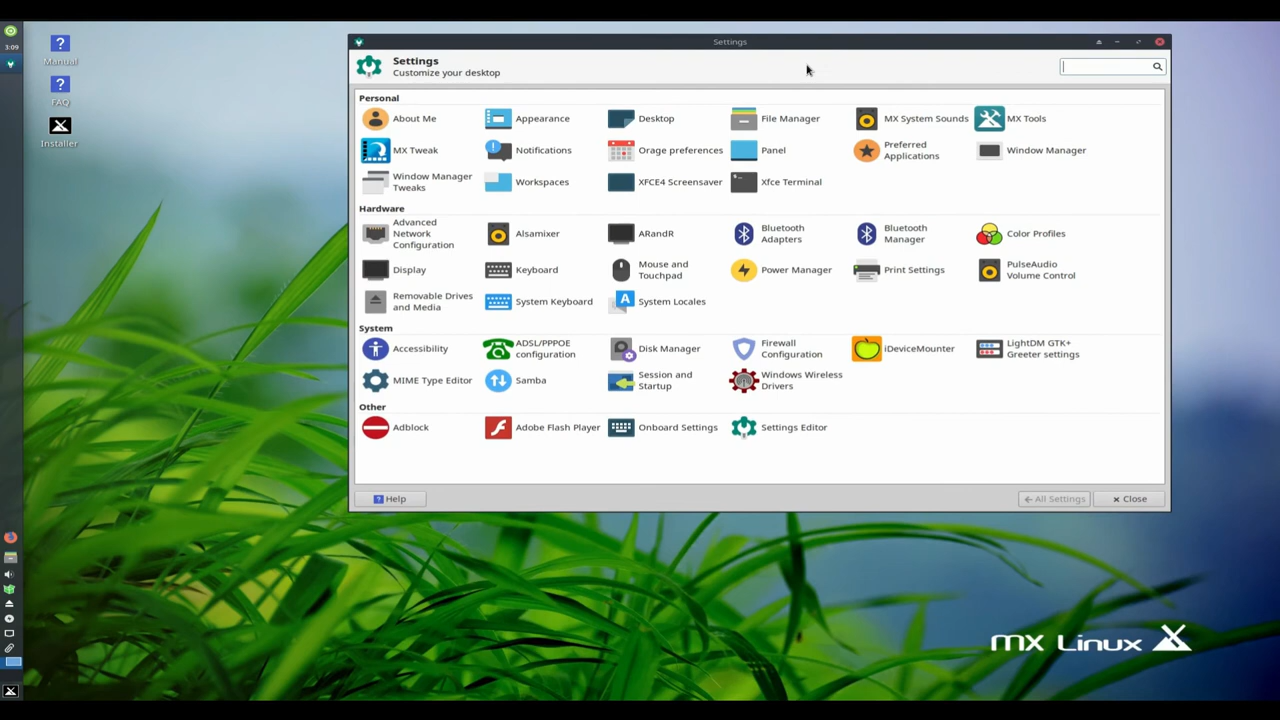 Settings
3:09
Manual
FAQ
Installer
Settings
Customize your desktop
Personal
About Me
Appearance
Desktop
File Manager
MX System Sounds
MX Tools
MX Tweak
Notifications
Orage preferences
Panel
Preferred
Applications
Window Manager
Window Manager
Tweaks
Workspaces
XFCE4 Screensaver
Xfce Terminal
Hardware
Advanced
Network
Configuration
Alsamixer
ARandR
Bluetooth
Adapters
Bluetooth
Manager
Color Profiles
Display
Keyboard
Mouse and
Touchpad
Power Manager
Print Settings
PulseAudio
Volume Control
Removable Drives
and Media
System Keyboard
System Locales
System
Accessibility
ADSL/PPPOE
configuration
Disk Manager
Firewall
Configuration
iDeviceMounter
LightDM GTK+
Greeter settings
MIME Type Editor
Samba
Session and
Startup
Windows Wireless
Drivers
Other
Adblock
Adobe Flash Player
Onboard Settings
Settings Editor
Help
All Settings
Close
MX Linux